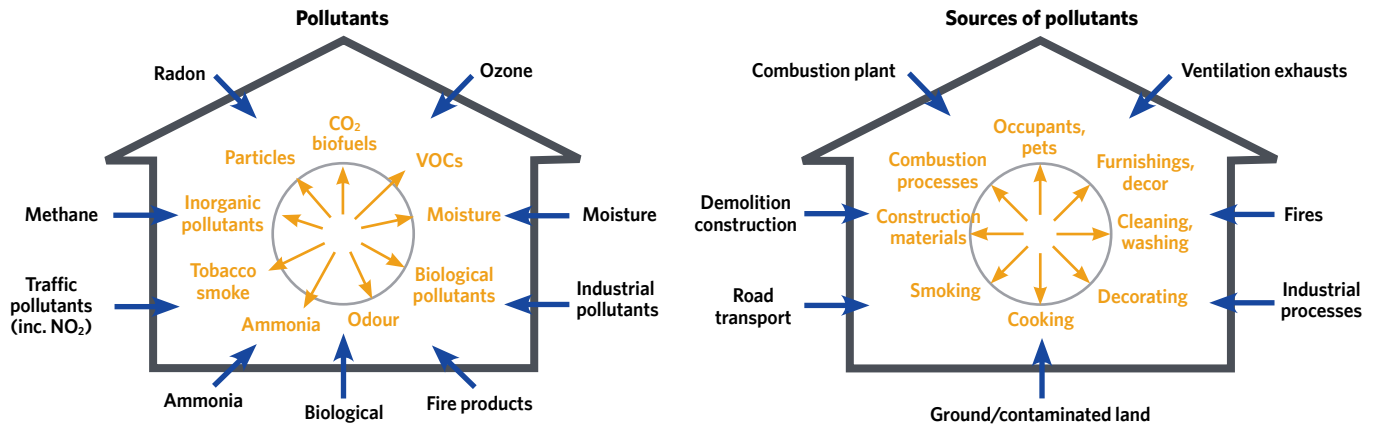 Pollutants
Radon
Ozone
CO₂
biofuels
Particles
VOCs
Inorganic
pollutants
Moisture
Methane
Moisture
Tobacco
smoke
Biological
pollutants
Traffic
pollutants
(inc. NO₂)
Industrial
pollutants
Ammonia
Odour
Ammonia
Biological
Fire products
Sources of pollutants
Combustion plant
Ventilation exhausts
Occupants,
pets
Combustion
processes
Furnishings,
decor
Demolition
construction
Construction
materials
Cleaning,
washing
Fires
Road
transport
Smoking
Decorating
Industrial
processes
Cooking
Ground/contaminated land